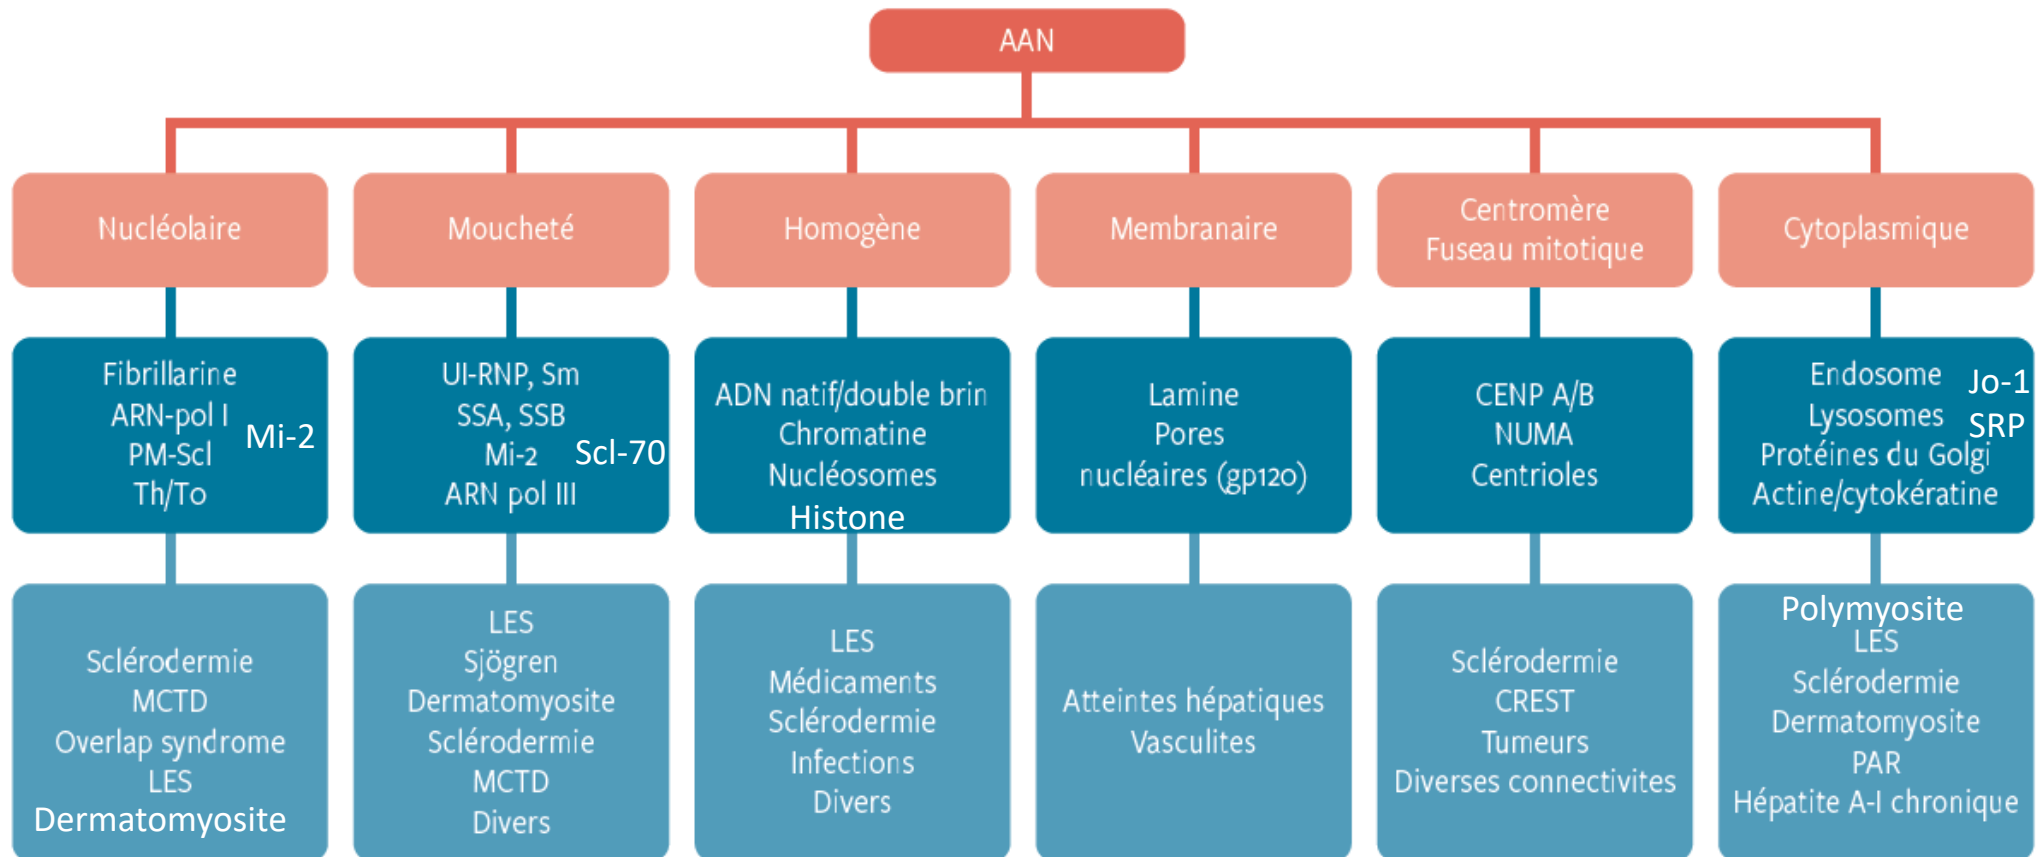 AAN
Nucléolaire
Moucheté
Homogène
Membranaire
Centromère
Fuseau mitotique
Cytoplasmique
Fibrillarine
ARN-pol I
Mi-2
PM-Scl
Th/To
UI-RNP, Sm
SSA, SSB
Mi-2
Scl-70
ARN pol III
ADN natif/double brin
Chromatine
Nucléosomes
Histone
Lamine
Pores
nucléaires (gp120)
CENP A/B
NUMA
Centrioles
Endosome
Jo-1
Lysosomes
SRP
Protéines du Golgi
Actine/cytokératine
Sclérodermie
MCTD
Overlap syndrome
LES
Dermatomyosite
LES
Sjögren
Dermatomyosite
Sclérodermie
MCTD
Divers
LES
Médicaments
Sclérodermie
Infections
Divers
Atteintes hépatiques
Vasculites
Sclérodermie
CREST
Tumeurs
Diverses connectivites
Polymyosite
LES
Sclérodermie
Dermatomyosite
PAR
Hépatite A-I chronique